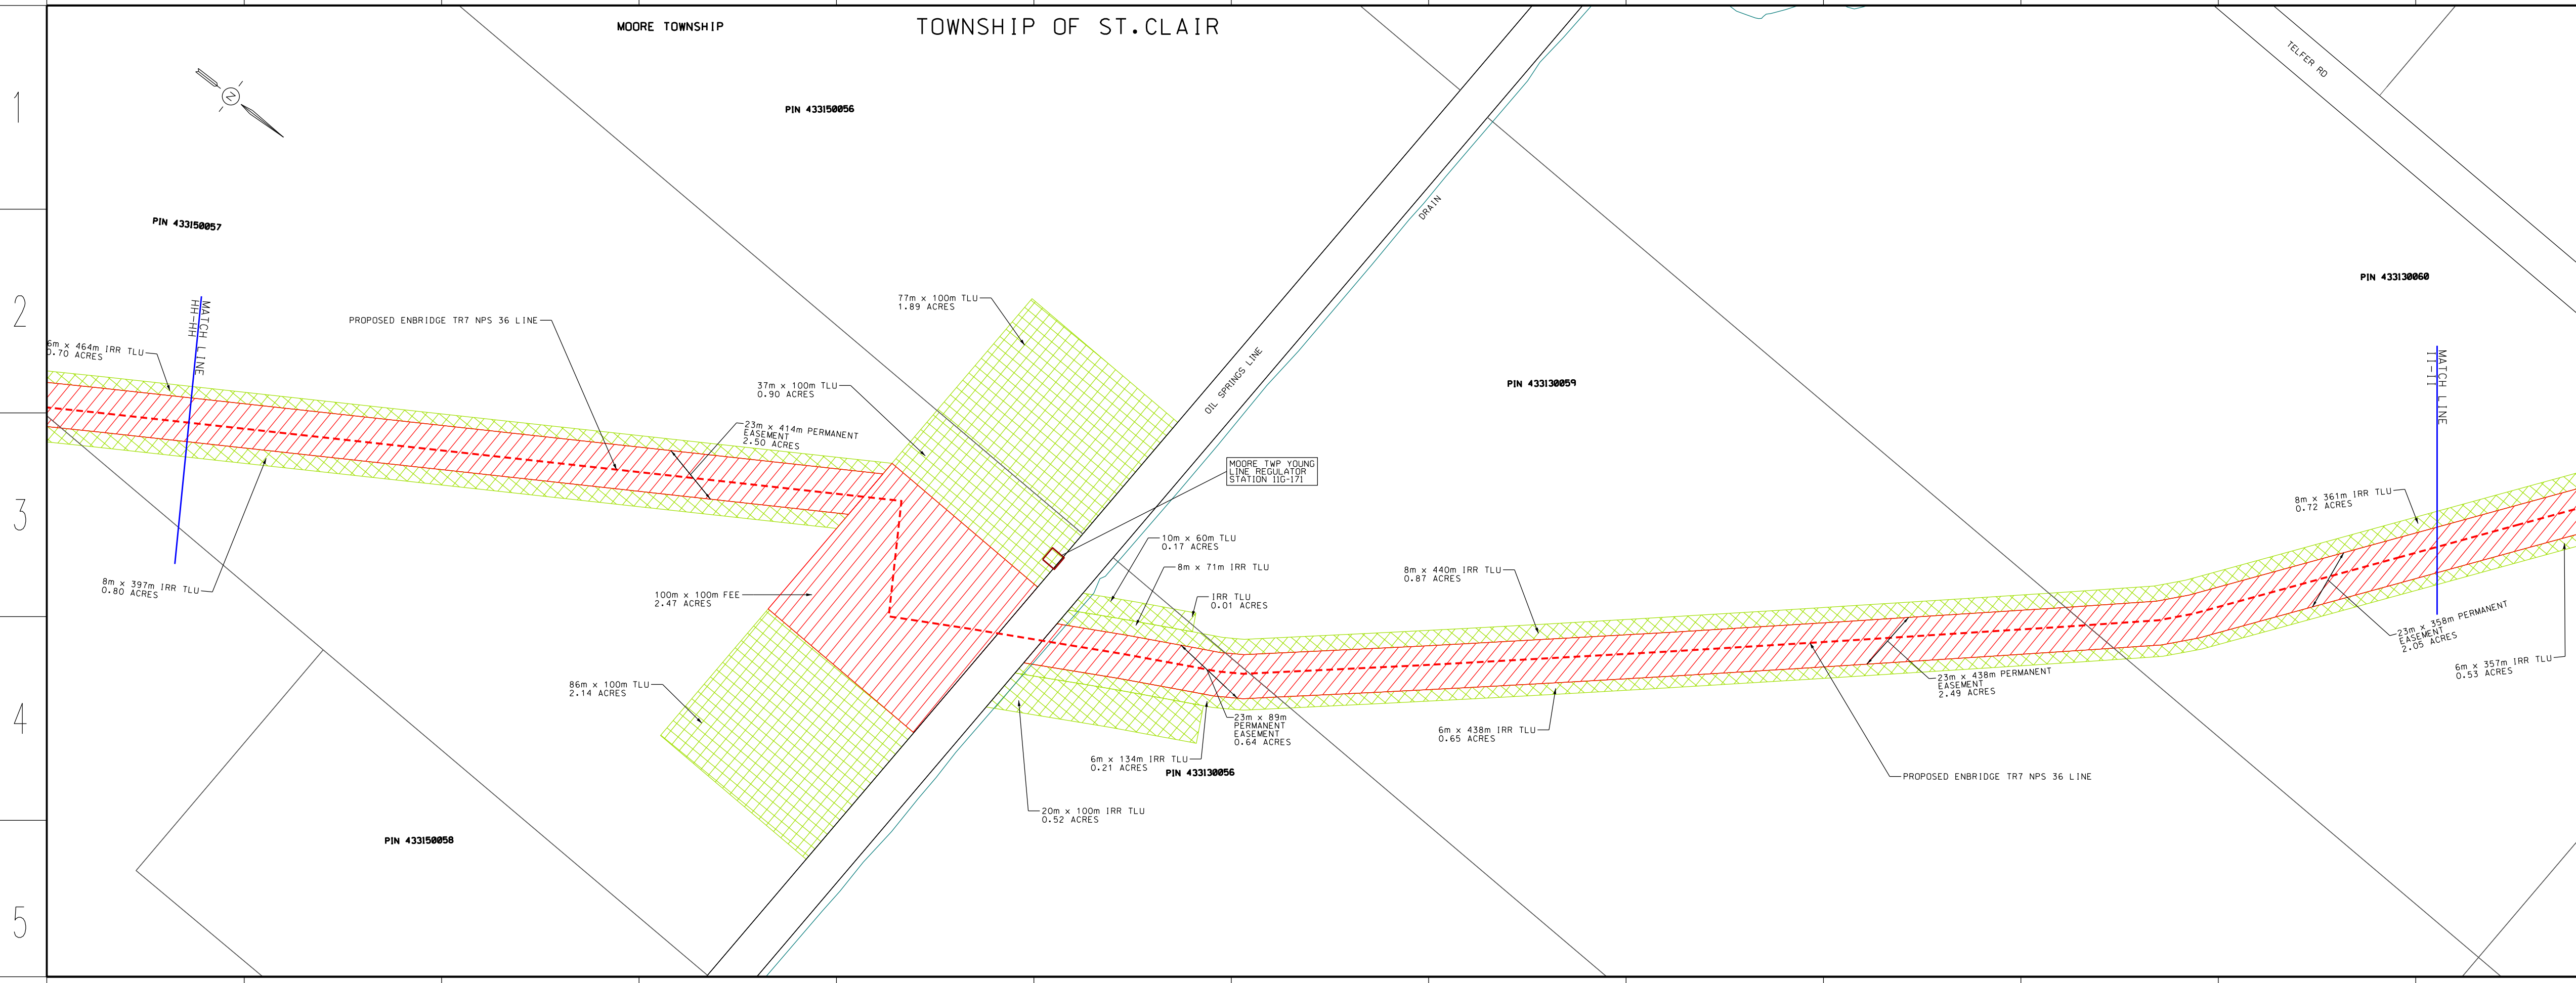 MOORE TOWNSHIP
TOWNSHIP OF ST.CLAIR
TELFER RD
1
N
PIN 433150056
DRAIN
PIN 433150057
2
PIN 433130060
77m x 100m TLU
1.89 ACRES
MATCH LINE
HH-HH
PROPOSED ENBRIDGE TR7 NPS 36 LINE
6m x 464m IRR TLU
0.70 ACRES
OIL SPRINGS LINE
37m x 100m TLU
0.90 ACRES
PIN 433130059
MATCH LINE
II-II
23m x 414m PERMANENT
EASEMENT
2.50 ACRES
MOORE TWP YOUNG
LINE REGULATOR
STATION 11G-171
3
8m x 361m IRR TLU
0.72 ACRES
10m x 60m TLU
0.17 ACRES
8m x 71m IRR TLU
8m x 440m IRR TLU
0.87 ACRES
8m x 397m IRR TLU
0.80 ACRES
100m x 100m FEE
2.47 ACRES
IRR TLU
0.01 ACRES
23m x 358m PERMANENT
EASEMENT
2.05 ACRES
6m x 357m IRR TLU
0.53 ACRES
86m x 100m TLU
2.14 ACRES
23m x 438m PERMANENT
EASEMENT
2.49 ACRES
4
23m x 89m
PERMANENT
EASEMENT
0.64 ACRES
6m x 438m IRR TLU
0.65 ACRES
6m x 134m IRR TLU
0.21 ACRES
PIN 433130056
PROPOSED ENBRIDGE TR7 NPS 36 LINE
20m x 100m IRR TLU
0.52 ACRES
PIN 433150058
5